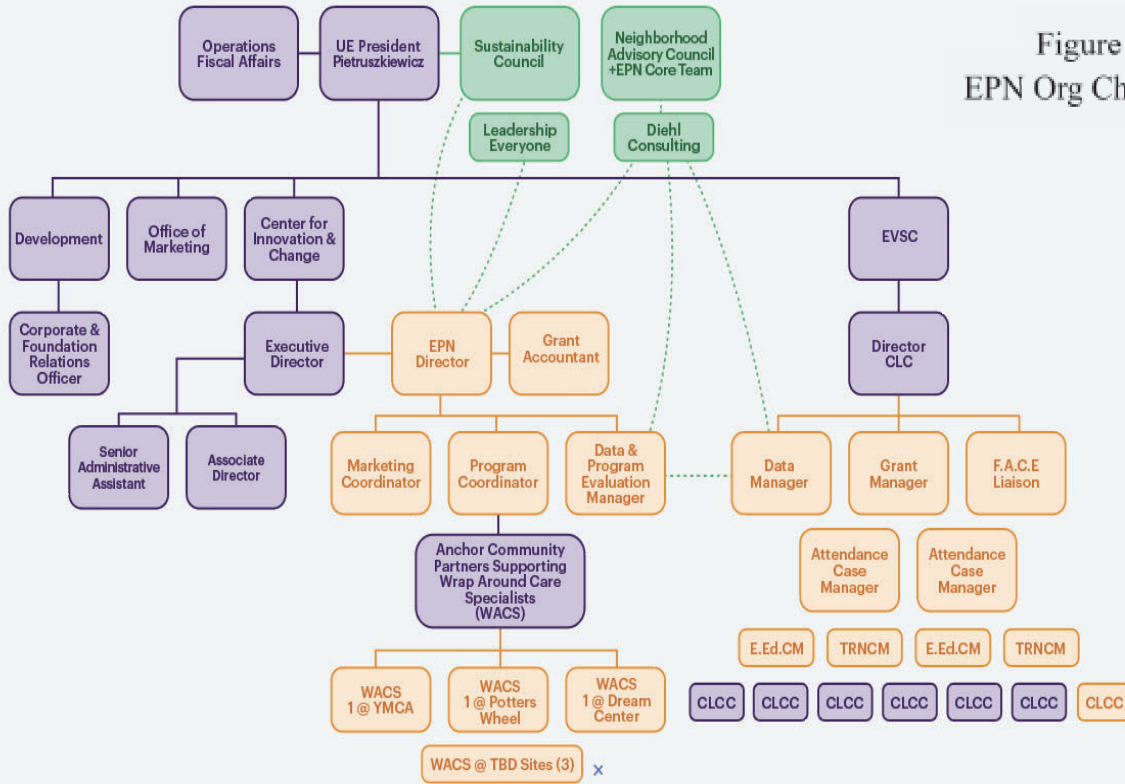 Operations
Fiscal Affairs
UE President
Pietruszkiewicz
Sustainability
Council
Neighborhood
Advisory Council
+EPN Core Team
Figure
EPN Org Ch
Leadership
Everyone
Diehl
Consulting
Development
Office of
Marketing
Center for
Innovation &
Change
EVSC
Corporate &
Foundation
Relations
Officer
Executive
Director
EPN
Director
Grant
Accountant
Director
CLC
Senior
Administrative
Assistant
Associate
Director
Marketing
Coordinator
Program
Coordinator
Data &
Program
Evaluation
Manager
Data
Manager
Grant
Manager
F.A.C.E
Liaison
Anchor Community
Partners Supporting
Wrap Around Care
Specialists
(WACS)
Attendance
Case
Manager
Attendance
Case
Manager
E.Ed.CM
TRNCM
E.Ed.CM
TRNCM
WACS
1 @ YMCA
WACS
1 @ Potters
Wheel
WACS
1 @ Dream
Center
CLCC
CLCC
CLCC
CLCC
CLCC
CLCC
CLCC
WACS @ TBD Sites (3)
x